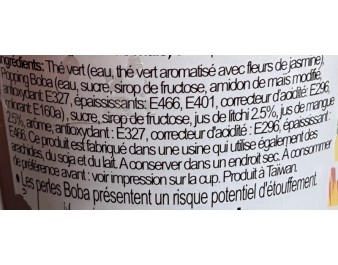 Ingrédients: Thé vert (eau, thé vert aromatisé avec fleurs de jasmine),
Popping Boba (eau, sucre, sirop de fructose, amidon de maïs modifié,
antioxydant: E327, épaississants: E466, E401, correcteur d'acidité: E296,
colorant: E160a), sucre, sirop de fructose, jus de litchi 2.5%, jus de mangue
2.5%, arôme, antioxydant : E327, correcteur d'acidité : E296, épaississant :
E466. Ce produit est fabriqué dans une usine qui utilise également des
arachides, du soja et du lait. A conserver dans un endroit sec. A consommer
de préférence avant : voir impression sur la cup. Produit à Taiwan.
• Les perles Boba présentent un risque potentiel d'étouffement.